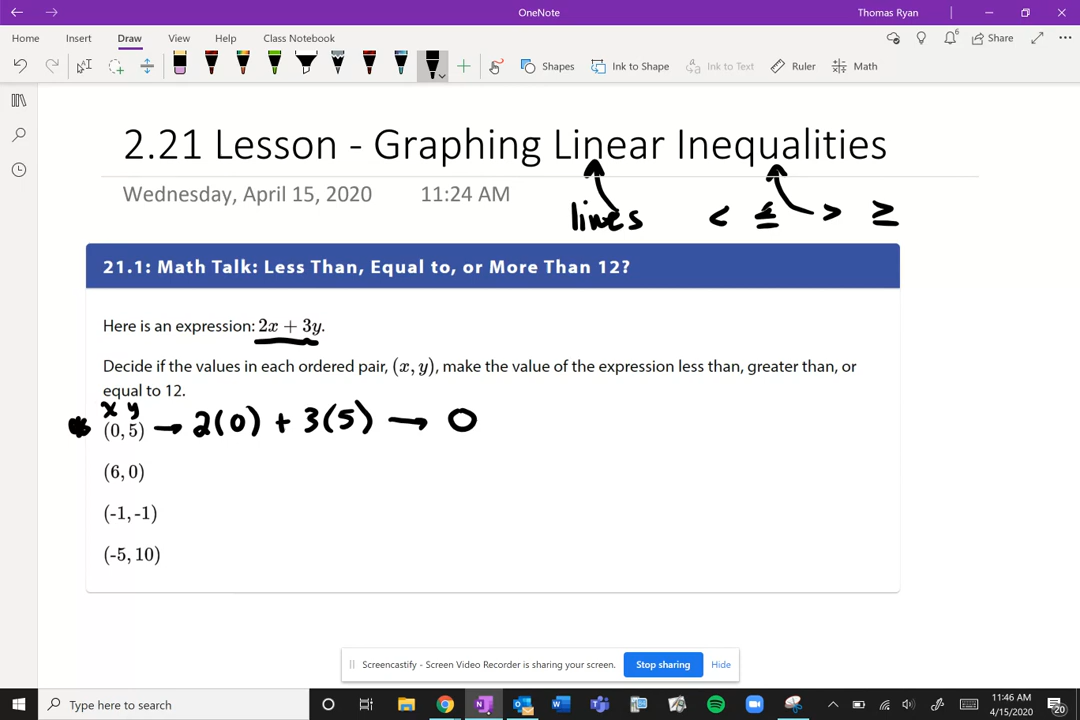 OneNote
Thomas Ryan
Home Insert Draw View Help Class Notebook
6
Share
Shapes Ink to Shape Ink to Text Ruler Math
2.21 Lesson - Graphing Linear Inequalities
Wednesday, April 15, 2020 11:24 AM
lines < ≤ > ≥
21.1: Math Talk: Less Than, Equal to, or More Than 12?
Here is an expression: 2x + 3y.
Decide if the values in each ordered pair, (x, y), make the value of the expression less than, greater than, or
equal to 12.
x y
(0, 5) → 2(0) + 3(5) → 0
(6, 0)
(-1, -1)
(-5, 10)
Screencastify - Screen Video Recorder is sharing your screen. Stop sharing Hide
Type here to search
11:46 AM
4/15/2020
20